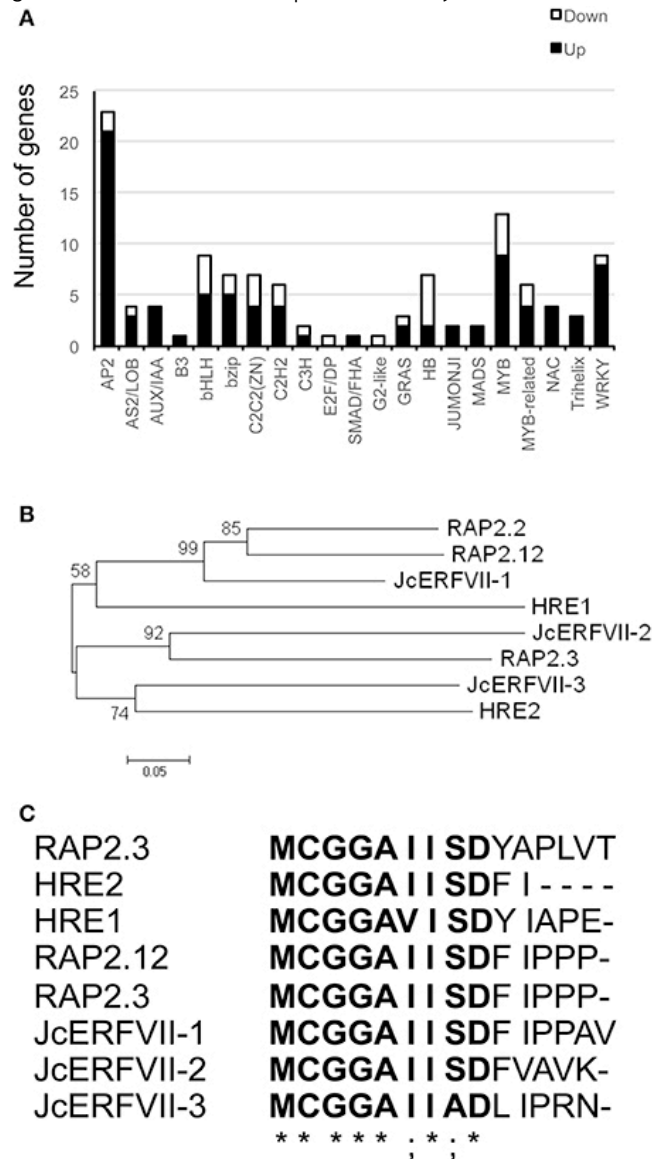 A
Down
Up
Number of genes
25
20
15
10
5
0
AP2
AS2/LOB
AUX/IAA
B3
bHLH
bzip
C2C2(ZN)
C2H2
C3H
E2F/DP
SMAD/FHA
G2-like
GRAS
HB
JUMONJI
MADS
MYB
MYB-related
NAC
Trihelix
WRKY
B
85
RAP2.2
99
RAP2.12
58
JcERFVII-1
HRE1
92
JcERFVII-2
RAP2.3
JcERFVII-3
74
HRE2
0.05
C
RAP2.3 MCGGAIISDYAPLVT
HRE2 MCGGAIISDFI----
HRE1 MCGGAVISDYIAPE-
RAP2.12 MCGGAIISDFIPPP-
RAP2.3 MCGGAIISDFIPPP-
JcERFVII-1 MCGGAIISDFIPPAV
JcERFVII-2 MCGGAIISDFVAVK-
JcERFVII-3 MCGGAIIADLIPRN-
* * * * * ; * ; *